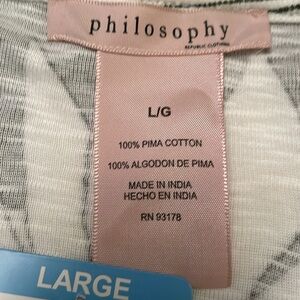 philosophy
REPUBLIC CLOTHING
L/G
100% PIMA COTTON
100% ALGODON DE PIMA
MADE IN INDIA
HECHO EN INDIA
RN 93178
LARGE